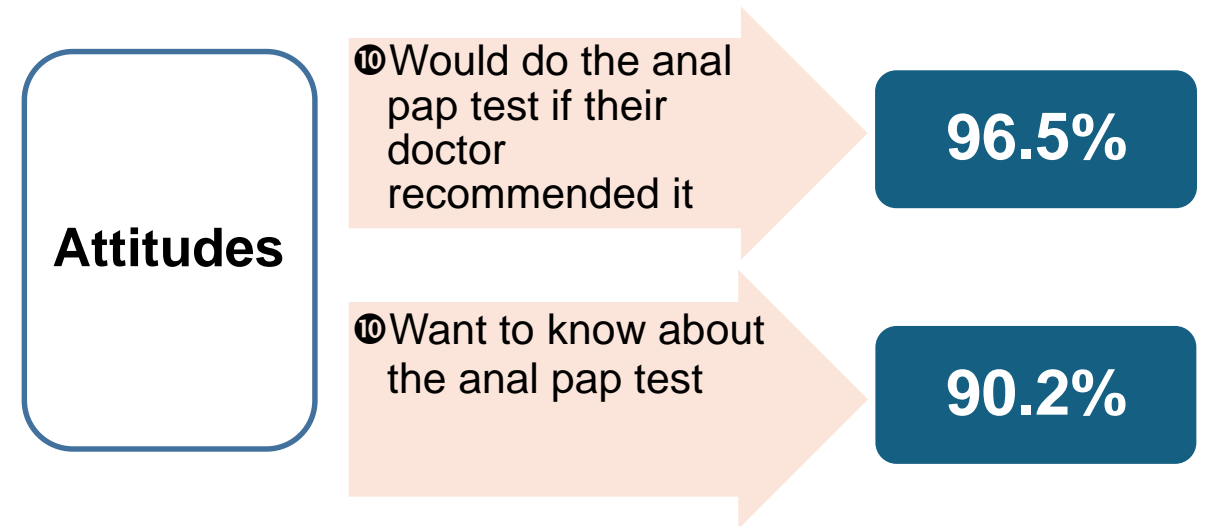 Attitudes
❿Would do the anal
pap test if their
doctor
recommended it
96.5%
❿Want to know about
the anal pap test
90.2%